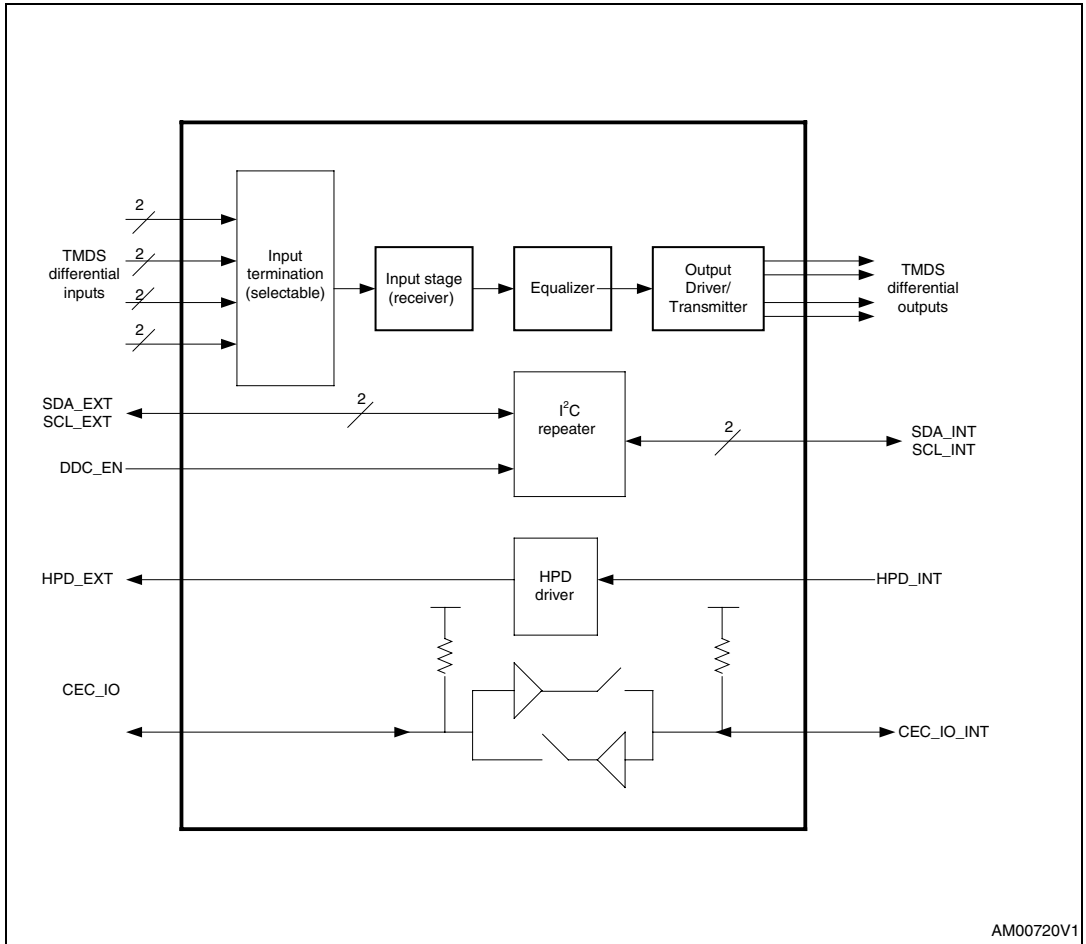 2
TMDS
differential
inputs
2
2
2
Input
termination
(selectable)
Input stage
(receiver)
Equalizer
Output
Driver/
Transmitter
TMDS
differential
outputs
SDA_EXT
SCL_EXT
2
I²C
repeater
2
SDA_INT
SCL_INT
DDC_EN
HPD_EXT
HPD
driver
HPD_INT
CEC_IO
CEC_IO_INT
AM00720V1